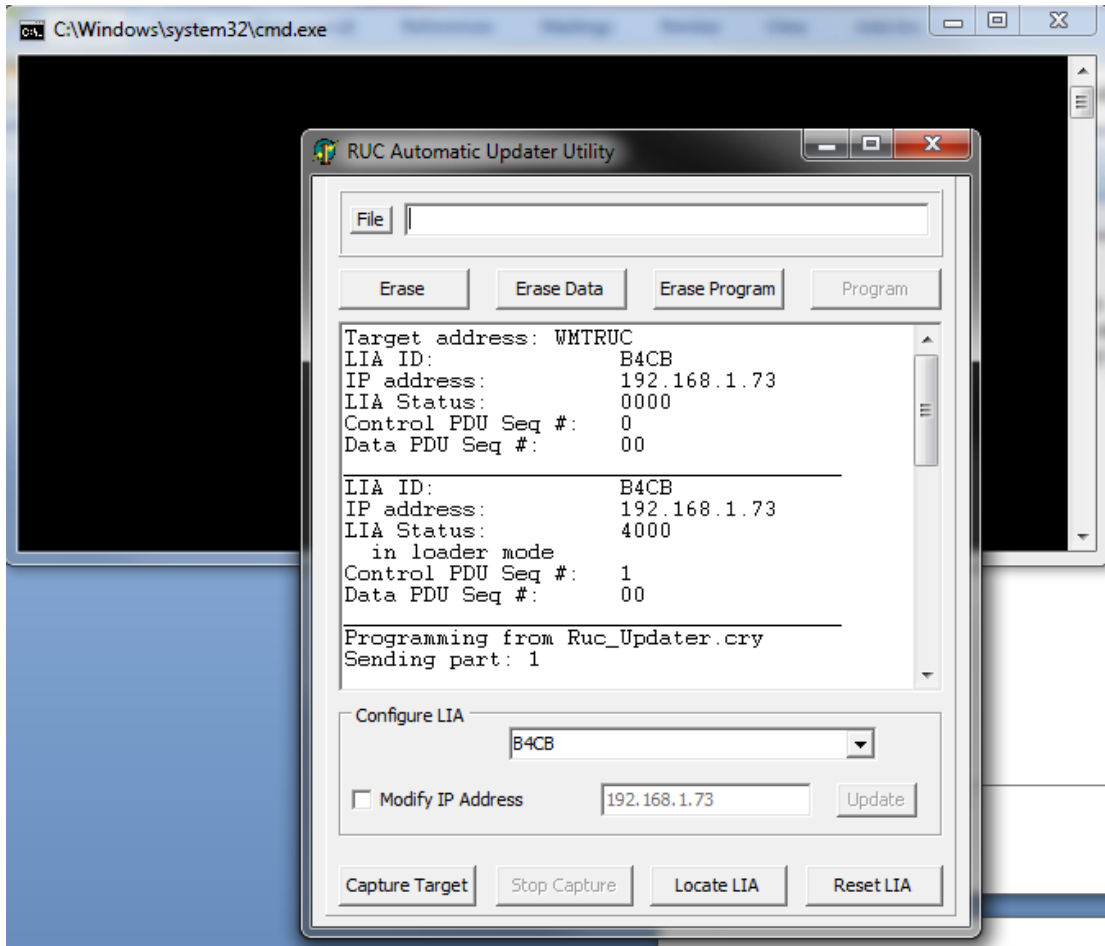 C:\Windows\system32\cmd.exe
References Mailings Review View
RUC Automatic Updater Utility
File
Erase Erase Data Erase Program Program
Target address: WMTRUC
LIA ID: B4CB
IP address: 192.168.1.73
LIA Status: 0000
Control PDU Seq #: 0
Data PDU Seq #: 00
LIA ID: B4CB
IP address: 192.168.1.73
LIA Status: 4000
in loader mode
Control PDU Seq #: 1
Data PDU Seq #: 00
Programming from Ruc_Updater.cry
Sending part: 1
Configure LIA
B4CB
Modify IP Address 192.168.1.73 Update
Capture Target Stop Capture Locate LIA Reset LIA